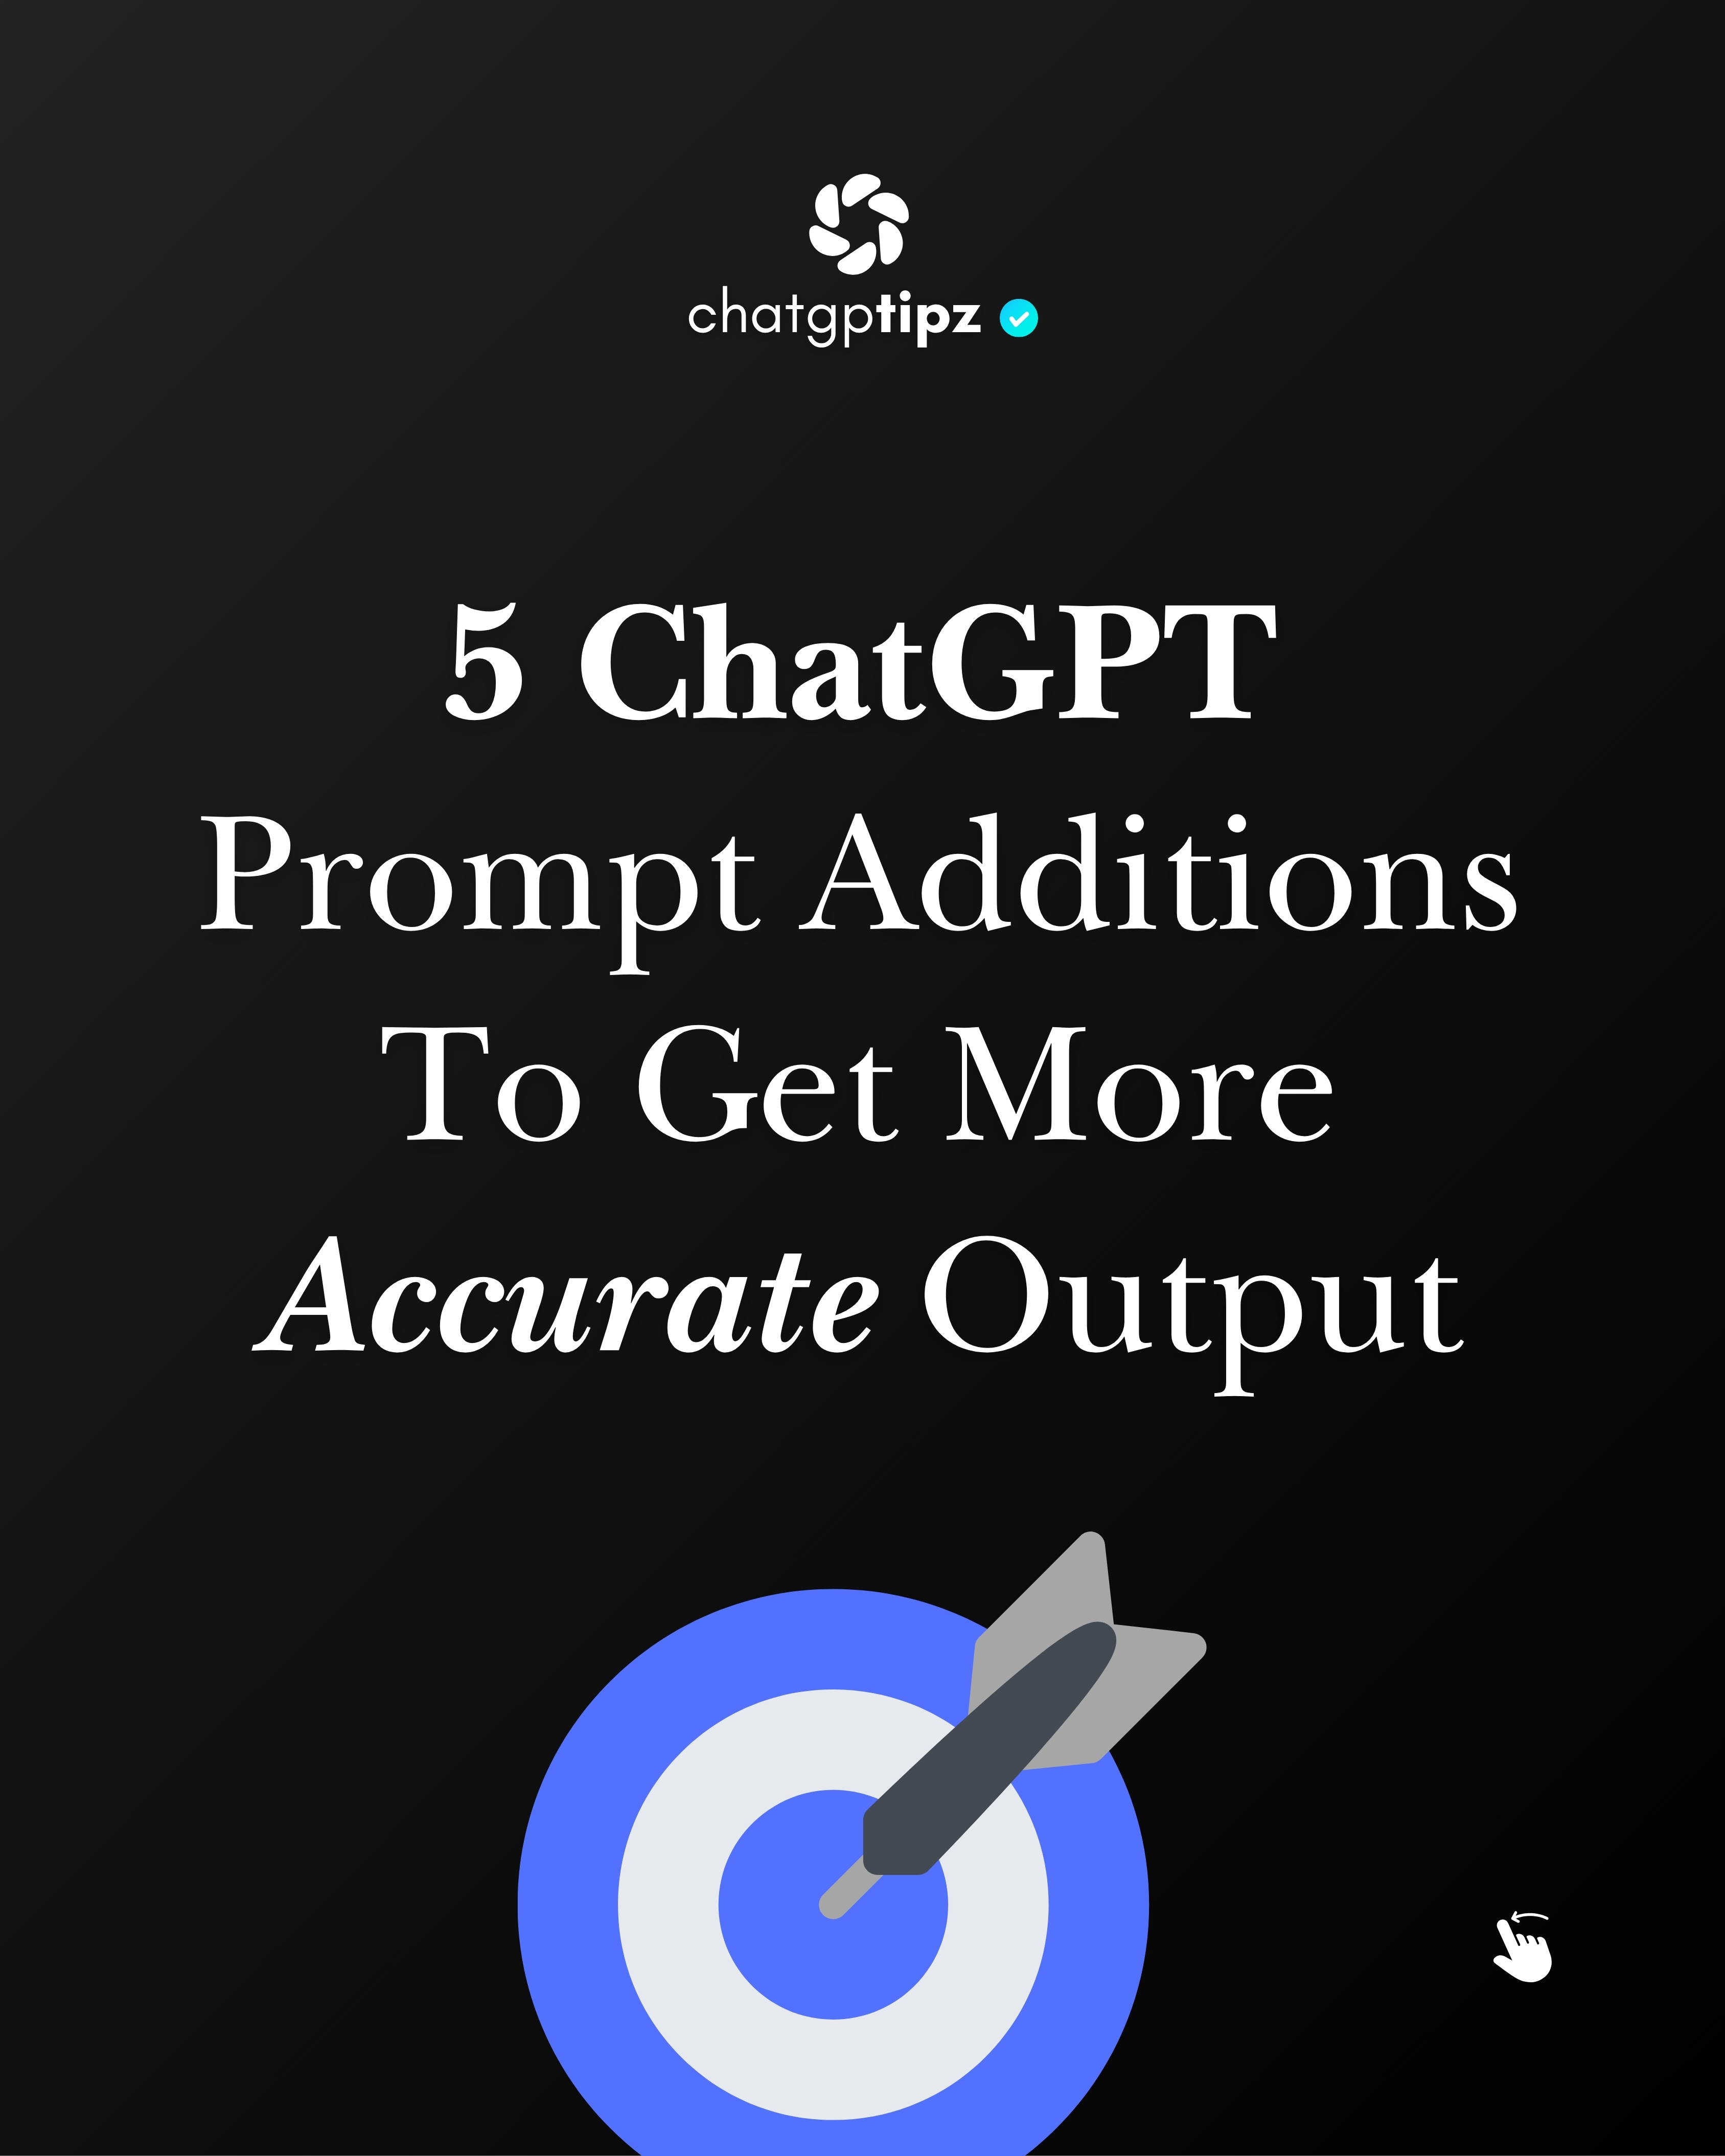 chatgptipz
5 ChatGPT
Prompt Additions
To Get More
Accurate Output